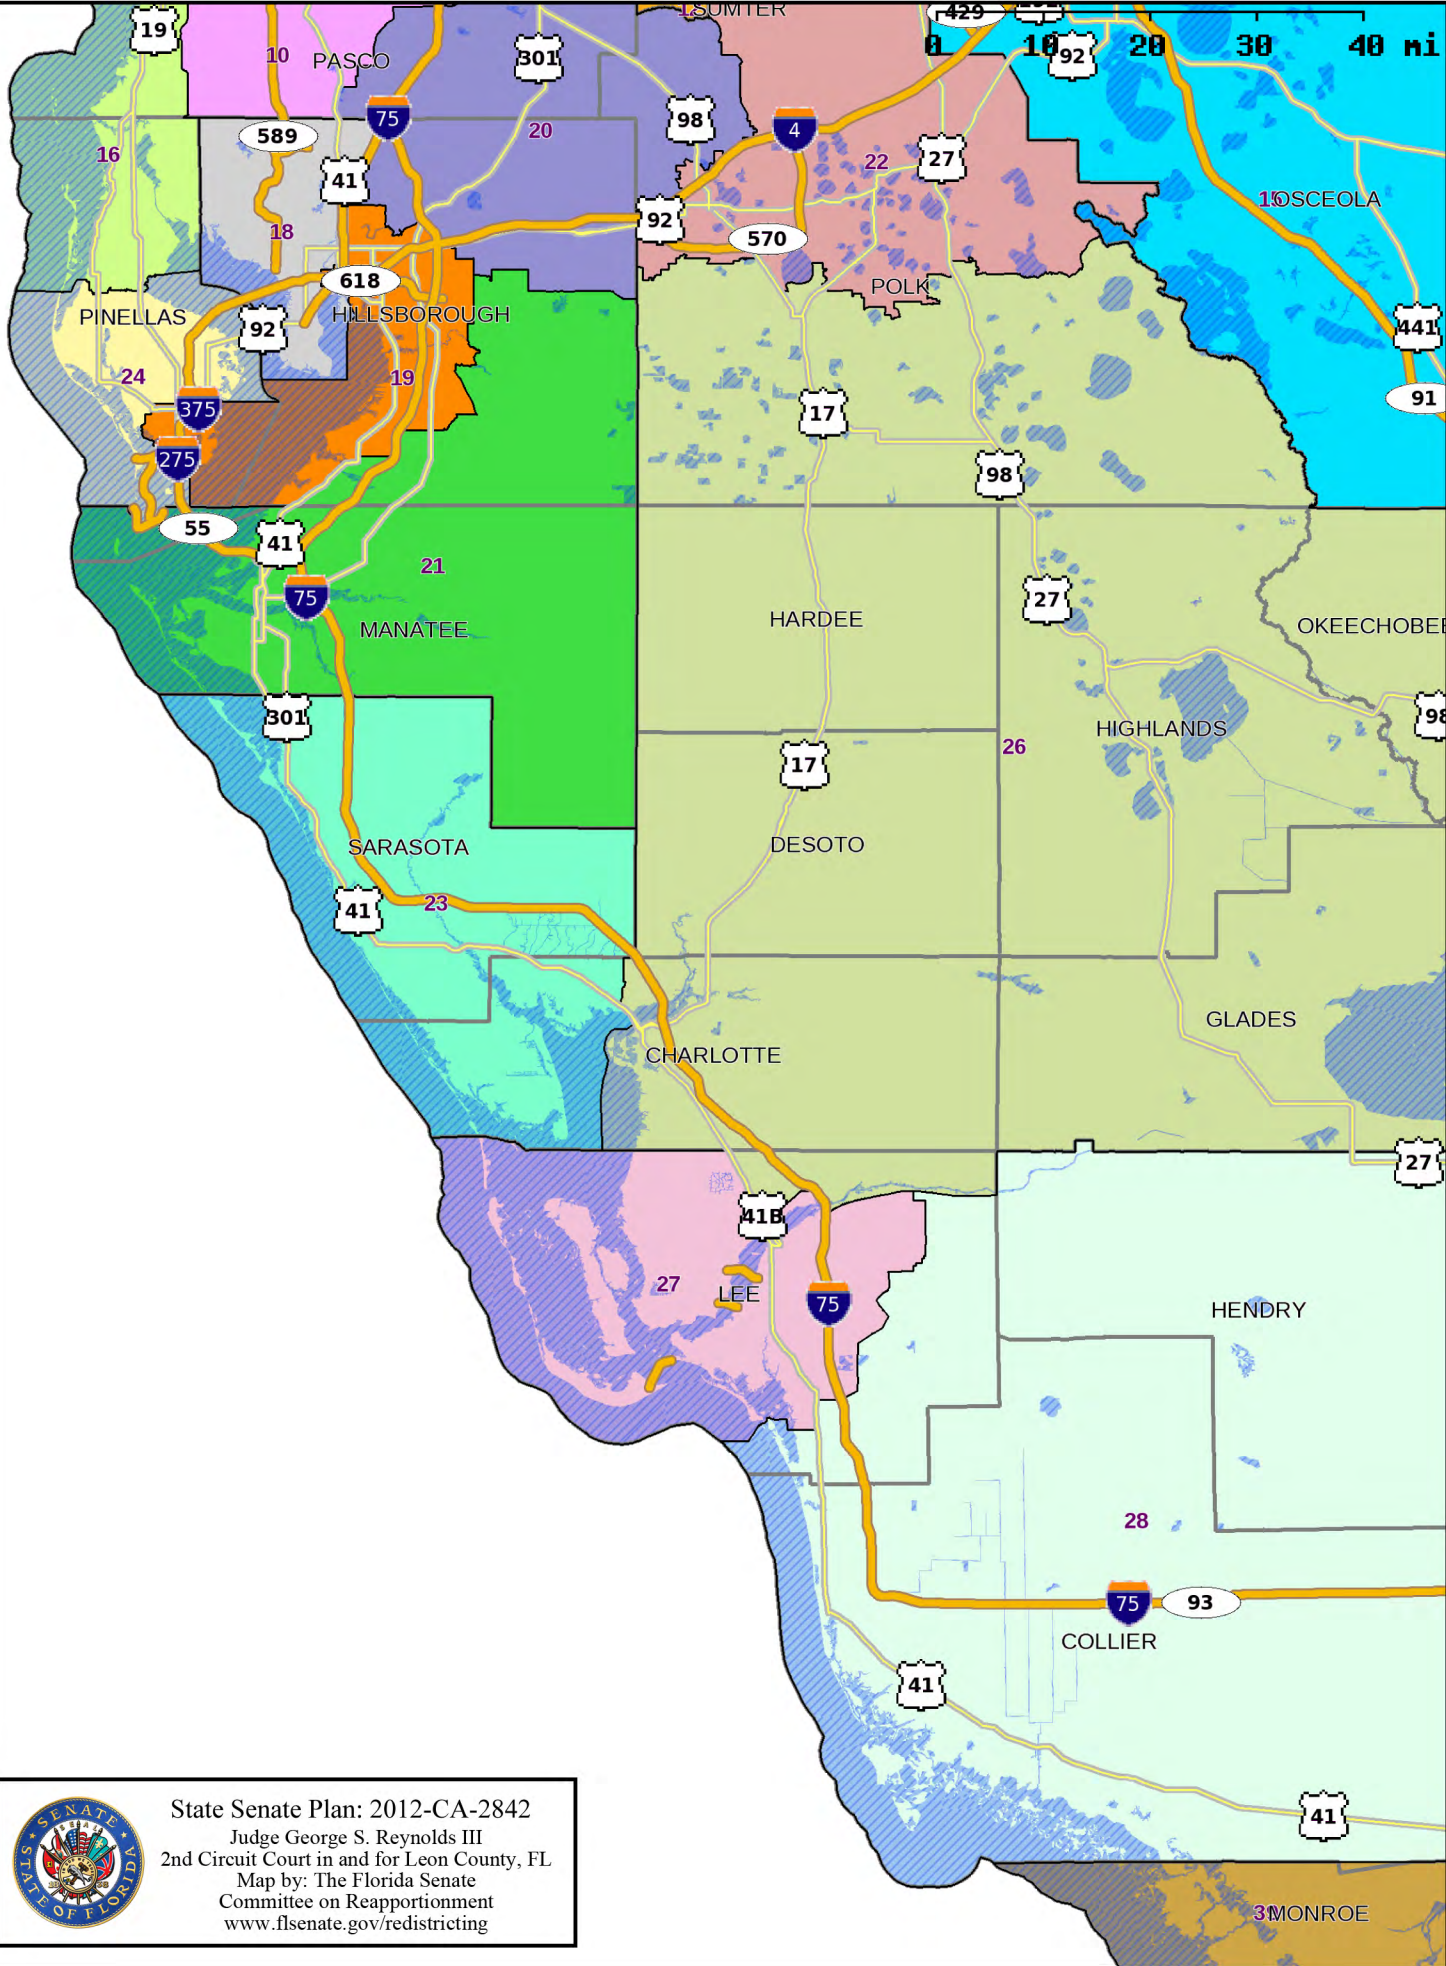 SUMTER
19
10
PASCO
301
429
92
0 10 20 30 40 mi
75
98
20
4
589
16
41
22
27
15
OSCEOLA
92
18
570
618
POLK
PINELLAS
92
HILLSBOROUGH
441
24
19
91
375
17
275
98
55
41
21
75
27
MANATEE
HARDEE
OKEECHOBEE
301
98
HIGHLANDS
26
17
SARASOTA
DESOTO
23
41
GLADES
CHARLOTTE
27
41B
27
LEE
75
HENDRY
28
75
93
COLLIER
41
41
MONROE
SENATE
SEAL
STATE OF FLORIDA
State Senate Plan: 2012-CA-2842
Judge George S. Reynolds III
2nd Circuit Court in and for Leon County, FL
Map by: The Florida Senate
Committee on Reapportionment
www.flsenate.gov/redistricting